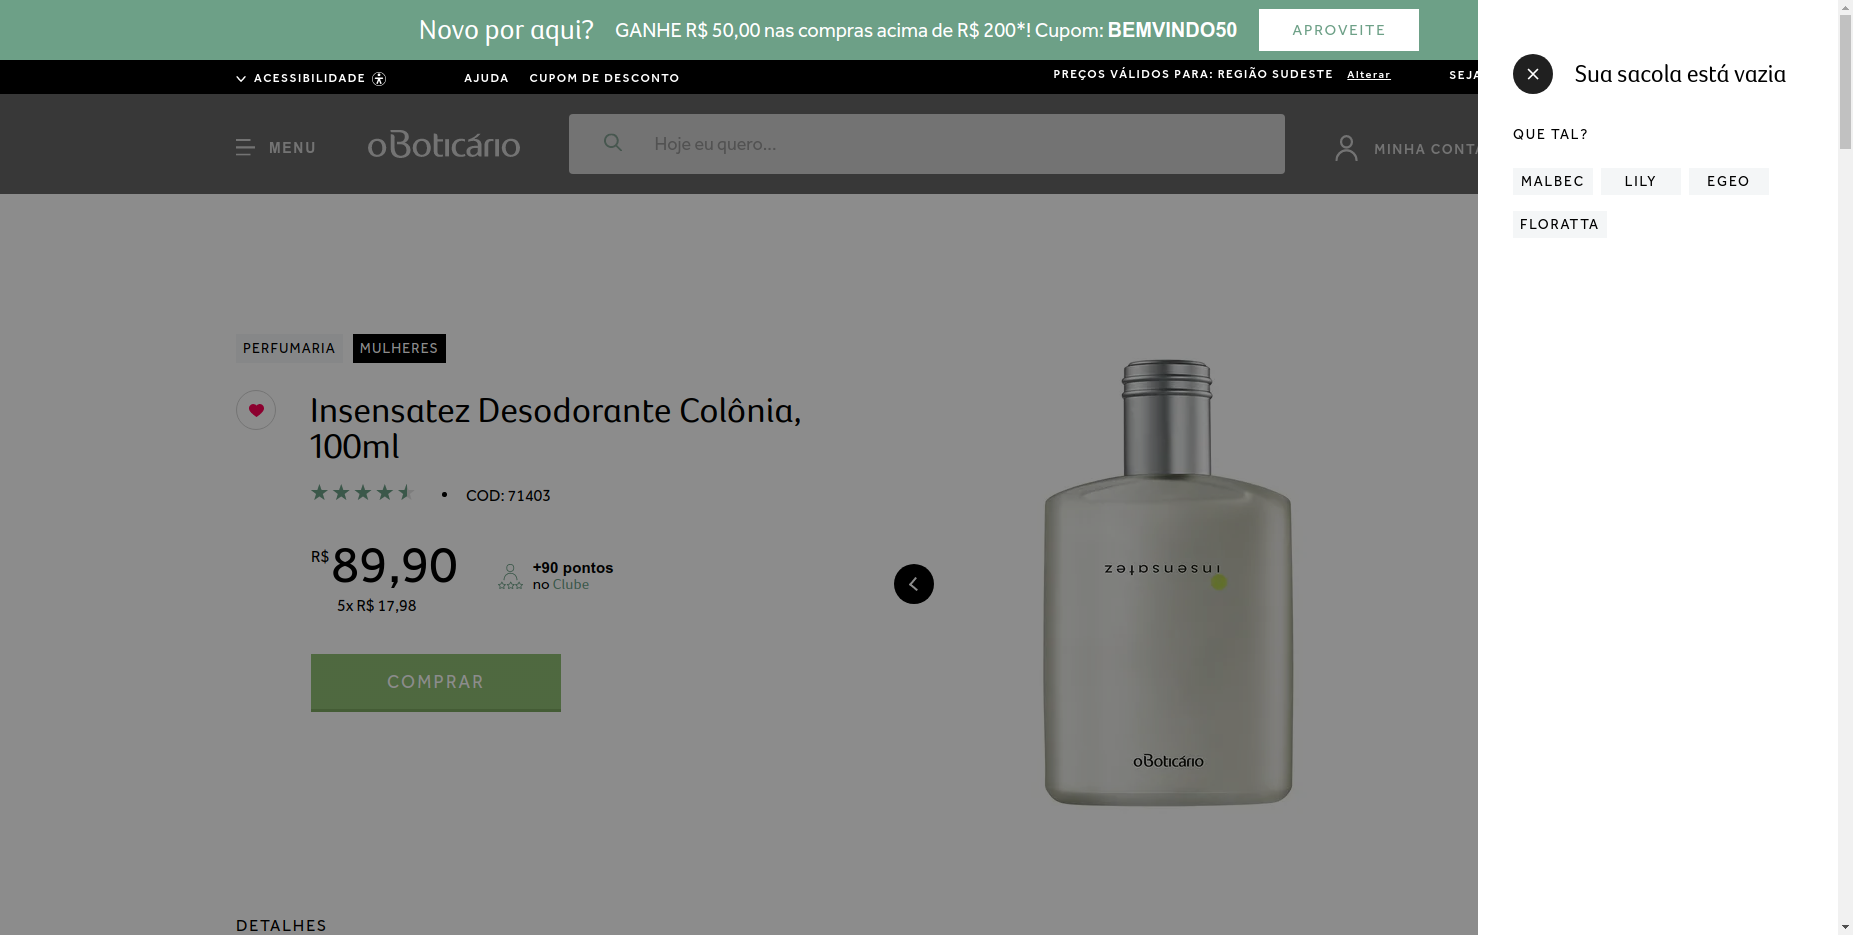 Novo por aqui? GANHE R$ 50,00 nas compras acima de R$ 200*! Cupom: BEMVINDO50 APROVEITE
ACESSIBILIDADE AJUDA CUPOM DE DESCONTO PREÇOS VÁLIDOS PARA: REGIÃO SUDESTE Alterar SEJA
MENU oBoticário Hoje eu quero... MINHA CONTA
PERFUMARIA MULHERES
Insensatez Desodorante Colônia,
100ml
• COD: 71403
R$ 89,90
+90 pontos
no Clube
5x R$ 17,98
COMPRAR
insensatez
oBoticário
DETALHES
Sua sacola está vazia
QUE TAL?
MALBEC LILY EGEO
FLORATTA